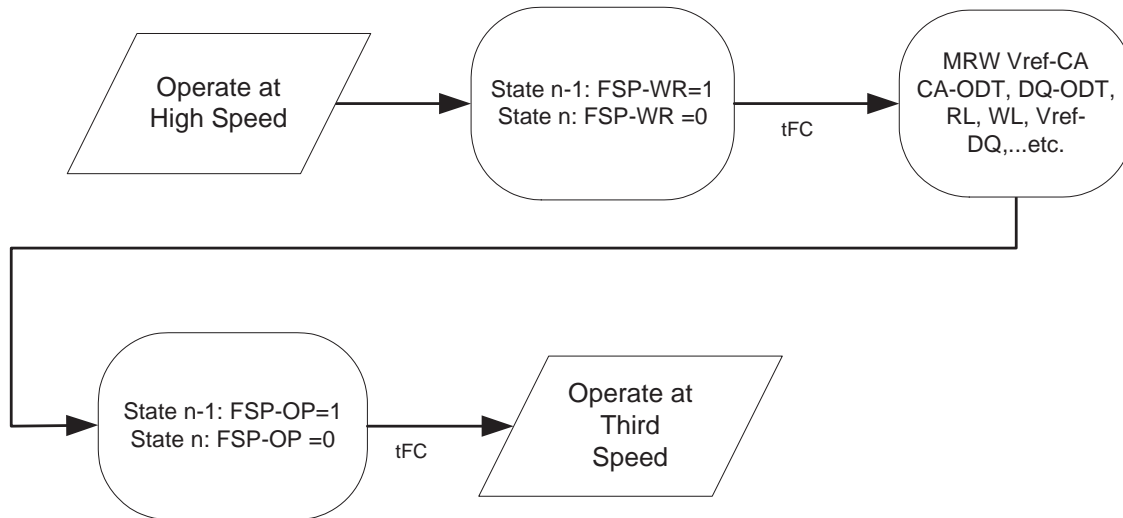 Operate at
High Speed
State n-1: FSP-WR=1
State n: FSP-WR =0
tFC
MRW Vref-CA
CA-ODT, DQ-ODT,
RL, WL, Vref-
DQ,...etc.
State n-1: FSP-OP=1
State n: FSP-OP =0
tFC
Operate at
Third
Speed